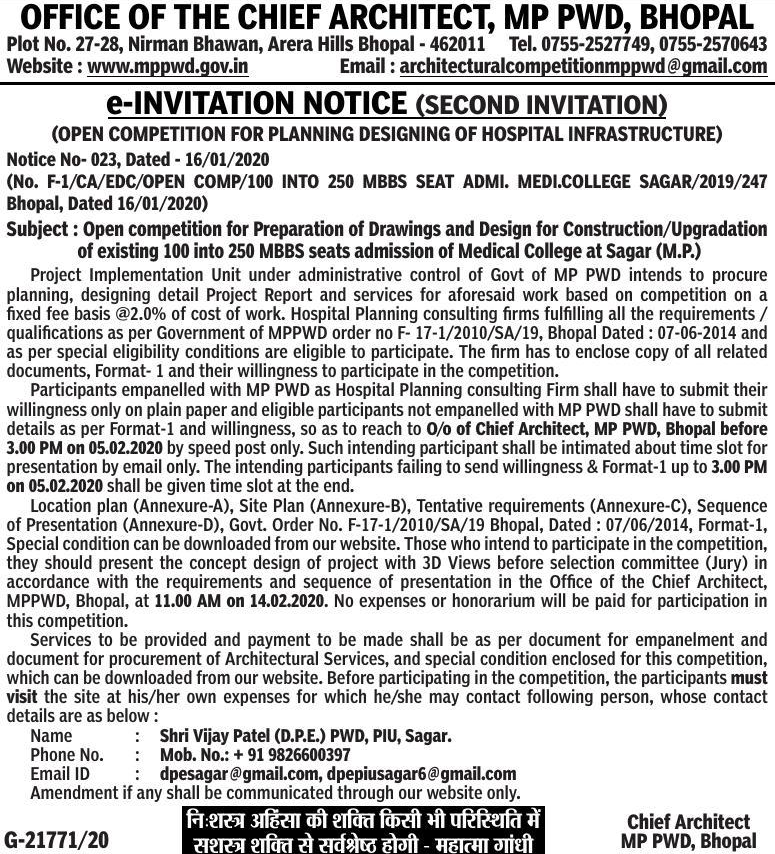 OFFICE OF THE CHIEF ARCHITECT, MP PWD, BHOPAL
Plot No. 27-28, Nirman Bhawan, Arera Hills Bhopal - 462011 Tel. 0755-2527749, 0755-2570643
Website : www.mppwd.gov.in Email : architecturalcompetitionmppwd@gmail.com
e-INVITATION NOTICE (SECOND INVITATION)
(OPEN COMPETITION FOR PLANNING DESIGNING OF HOSPITAL INFRASTRUCTURE)
Notice No- 023, Dated - 16/01/2020
(No. F-1/CA/EDC/OPEN COMP/100 INTO 250 MBBS SEAT ADMI. MEDI.COLLEGE SAGAR/2019/247
Bhopal, Dated 16/01/2020)
Subject : Open competition for Preparation of Drawings and Design for Construction/Upgradation
of existing 100 into 250 MBBS seats admission of Medical College at Sagar (M.P.)
Project Implementation Unit under administrative control of Govt of MP PWD intends to procure
planning, designing detail Project Report and services for aforesaid work based on competition on a
fixed fee basis @2.0% of cost of work. Hospital Planning consulting firms fulfilling all the requirements /
qualifications as per Government of MPPWD order no F- 17-1/2010/SA/19, Bhopal Dated : 07-06-2014 and
as per special eligibility conditions are eligible to participate. The firm has to enclose copy of all related
documents, Format- 1 and their willingness to participate in the competition.
Participants empanelled with MP PWD as Hospital Planning consulting Firm shall have to submit their
willingness only on plain paper and eligible participants not empanelled with MP PWD shall have to submit
details as per Format-1 and willingness, so as to reach to O/o of Chief Architect, MP PWD, Bhopal before
3.00 PM on 05.02.2020 by speed post only. Such intending participant shall be intimated about time slot for
presentation by email only. The intending participants failing to send willingness & Format-1 up to 3.00 PM
on 05.02.2020 shall be given time slot at the end.
Location plan (Annexure-A), Site Plan (Annexure-B), Tentative requirements (Annexure-C), Sequence
of Presentation (Annexure-D), Govt. Order No. F-17-1/2010/SA/19 Bhopal, Dated : 07/06/2014, Format-1,
Special condition can be downloaded from our website. Those who intend to participate in the competition,
they should present the concept design of project with 3D Views before selection committee (Jury) in
accordance with the requirements and sequence of presentation in the Office of the Chief Architect,
MPPWD, Bhopal, at 11.00 AM on 14.02.2020. No expenses or honorarium will be paid for participation in
this competition.
Services to be provided and payment to be made shall be as per document for empanelment and
document for procurement of Architectural Services, and special condition enclosed for this competition,
which can be downloaded from our website. Before participating in the competition, the participants must
visit the site at his/her own expenses for which he/she may contact following person, whose contact
details are as below :
Name : Shri Vijay Patel (D.P.E.) PWD, PIU, Sagar.
Phone No. : Mob. No.: + 91 9826600397
Email ID : dpesagar@gmail.com, dpepiusagar6@gmail.com
Amendment if any shall be communicated through our website only.
निःशस्त्र अहिंसा की शक्ति किसी भी परिस्थिति में
सशस्त्र शक्ति से सर्वश्रेष्ठ होगी - महात्मा गांधी
Chief Architect
G-21771/20 MP PWD, Bhopal